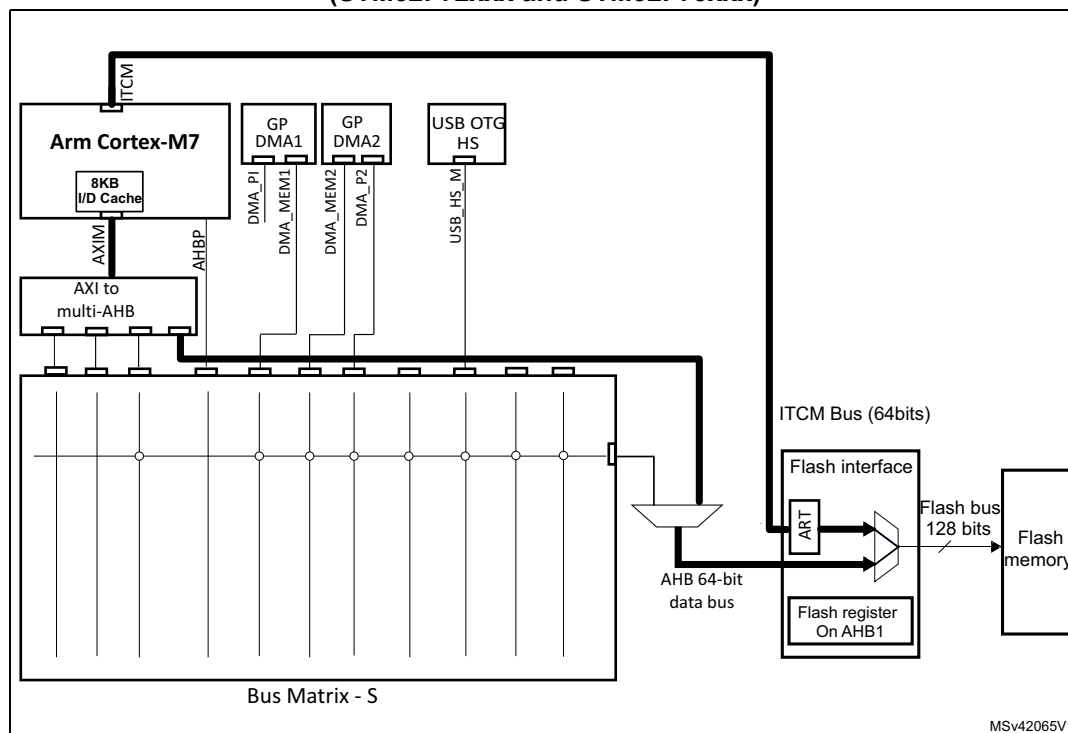 ITCM
Arm Cortex-M7
8KB
I/D Cache
GP
DMA1
GP
DMA2
USB OTG
HS
AXIM
AHBP
DMA_PI
DMA_MEM1
DMA_MEM2
DMA_P2
USB_HS_M
AXI to
multi-AHB
ITCM Bus (64bits)
Flash interface
ART
Flash bus
128 bits
Flash
memory
AHB 64-bit
data bus
Flash register
On AHB1
Bus Matrix - S